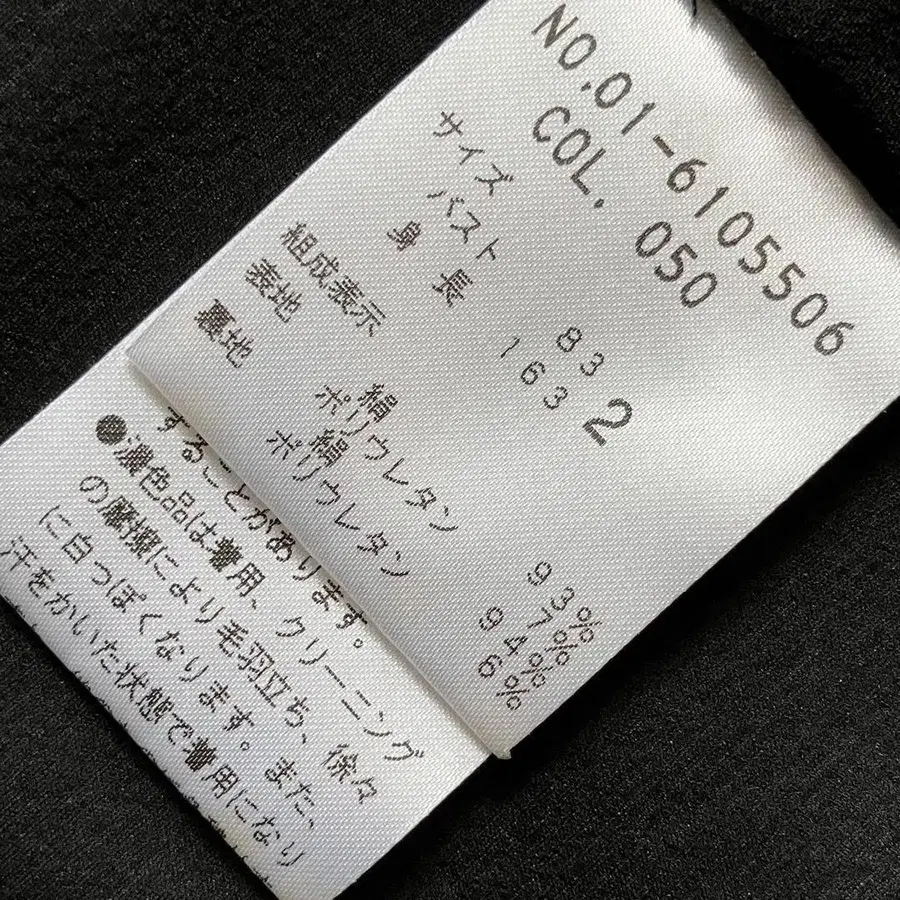 NO.01-6105506
COL. 050
サイズ 2
バスト 83
身長 163
組成表示
表地 絹 93%
ポリウレタン 7%
裏地 絹 94%
ポリウレタン 6%
することがあります。
●濃色品は着用、クリーニング
の摩擦により毛羽立ち、徐々
に白っぽくなります。また、
汗をかいた状態で着用になり